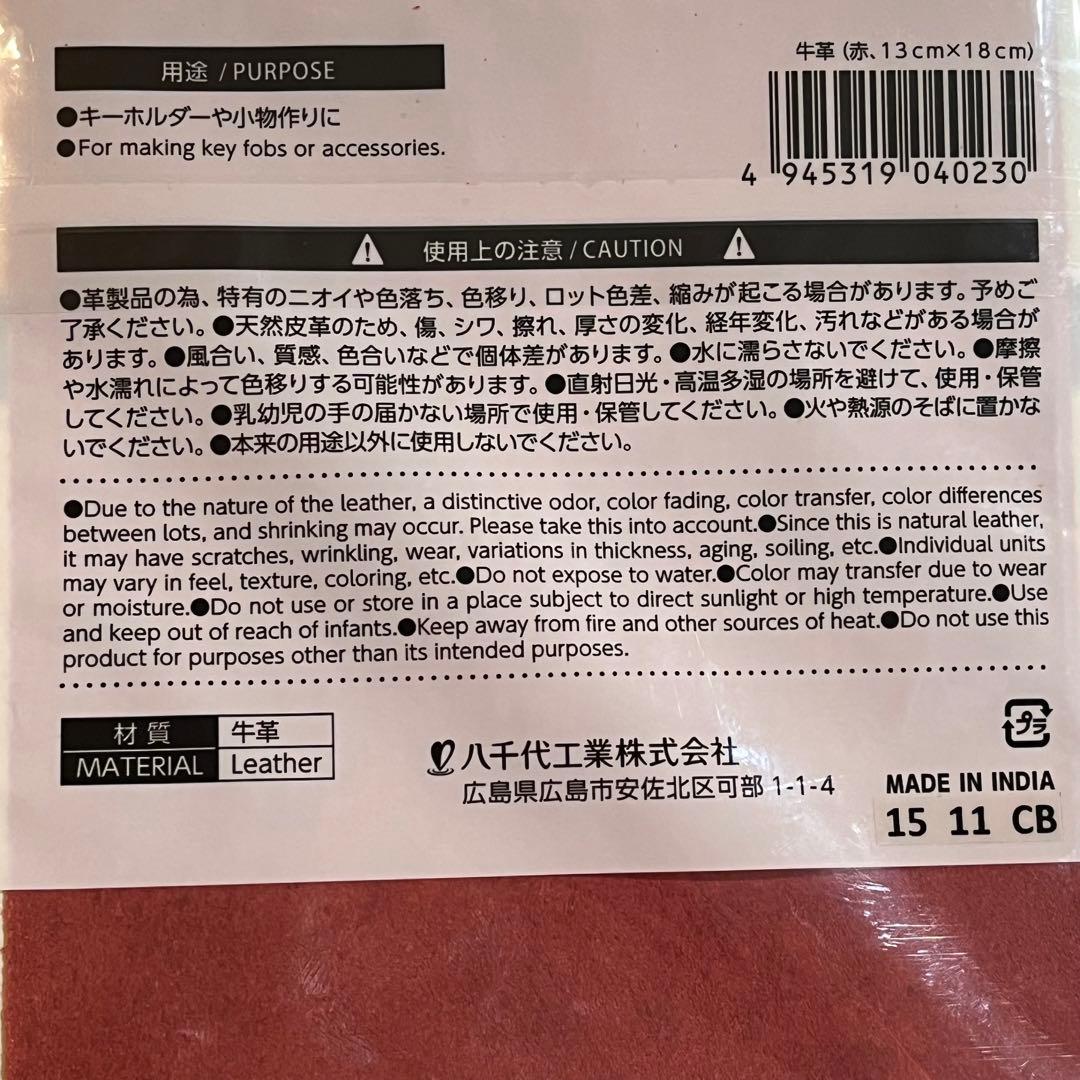 用途 / PURPOSE
●キーホルダーや小物作りに
●For making key fobs or accessories.
牛革 (赤、13cm×18cm)
4 945319 040230
使用上の注意 / CAUTION
●革製品の為、特有のニオイや色落ち、色移り、ロット色差、縮みが起こる場合があります。予めご
了承ください。●天然皮革のため、傷、シワ、擦れ、厚さの変化、経年変化、汚れなどがある場合が
あります。●風合い、質感、色合いなどで個体差があります。●水に濡らさないでください。●摩擦
や水濡れによって色移りする可能性があります。●直射日光・高温多湿の場所を避けて、使用・保管
してください。●乳幼児の手の届かない場所で使用・保管してください。●火や熱源のそばに置かな
いでください。●本来の用途以外に使用しないでください。
●Due to the nature of the leather, a distinctive odor, color fading, color transfer, color differences
between lots, and shrinking may occur. Please take this into account.●Since this is natural leather,
it may have scratches, wrinkling, wear, variations in thickness, aging, soiling, etc.●Individual units
may vary in feel, texture, coloring, etc.●Do not expose to water.●Color may transfer due to wear
or moisture.●Do not use or store in a place subject to direct sunlight or high temperature.●Use
and keep out of reach of infants.●Keep away from fire and other sources of heat.●Do not use this
product for purposes other than its intended purposes.
材質 牛革
MATERIAL Leather
八千代工業株式会社
広島県広島市安佐北区可部 1-1-4
プラ
MADE IN INDIA
15 11 CB